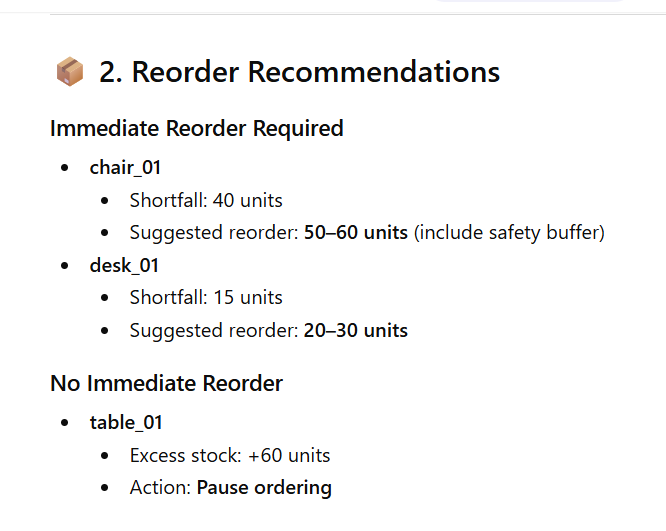 📦 2. Reorder Recommendations
Immediate Reorder Required
• chair_01
• Shortfall: 40 units
• Suggested reorder: 50–60 units (include safety buffer)
• desk_01
• Shortfall: 15 units
• Suggested reorder: 20–30 units
No Immediate Reorder
• table_01
• Excess stock: +60 units
• Action: Pause ordering